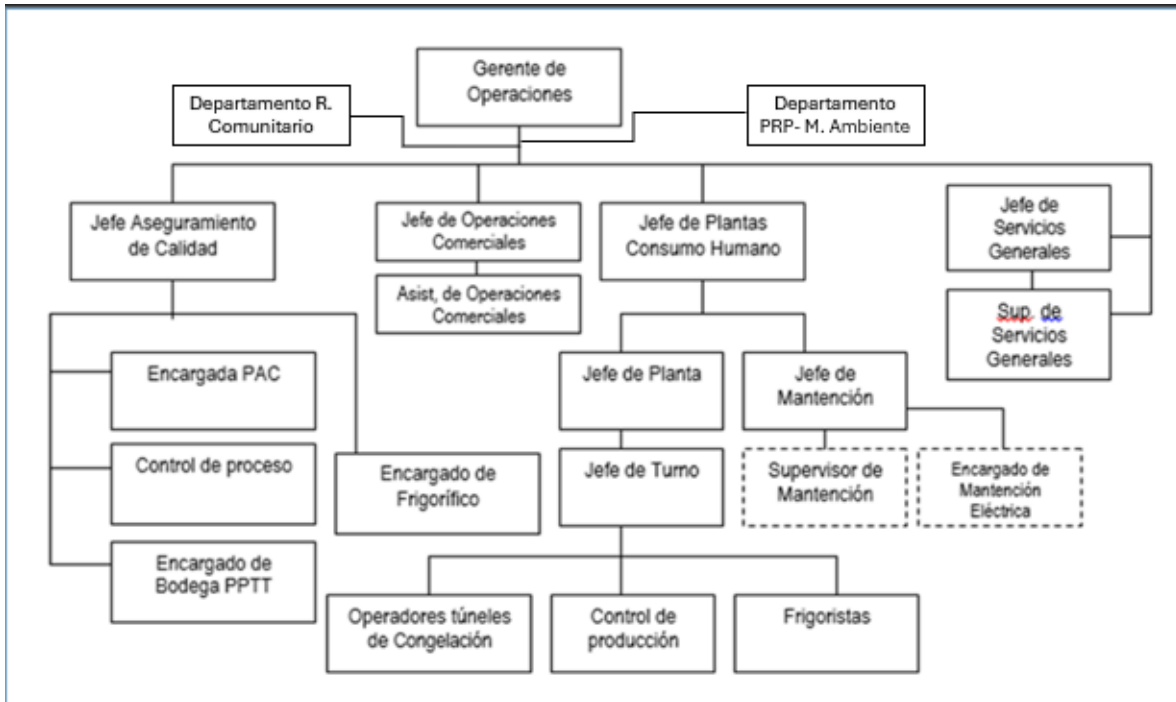 Gerente de
Operaciones
Departamento R.
Comunitario
Departamento
PRP- M. Ambiente
Jefe Aseguramiento
de Calidad
Jefe de Operaciones
Comerciales
Jefe de Plantas
Consumo Humano
Jefe de
Servicios
Generales
Asist, de Operaciones
Comerciales
Sup. de
Servicios
Generales
Encargada PAC
Jefe de Planta
Jefe de
Mantención
Control de proceso
Encargado de
Frigorífico
Jefe de Turno
Supervisor de
Mantención
Encargado de
Mantención
Eléctrica
Encargado de
Bodega PPTT
Operadores túneles
de Congelación
Control de
producción
Frigoristas